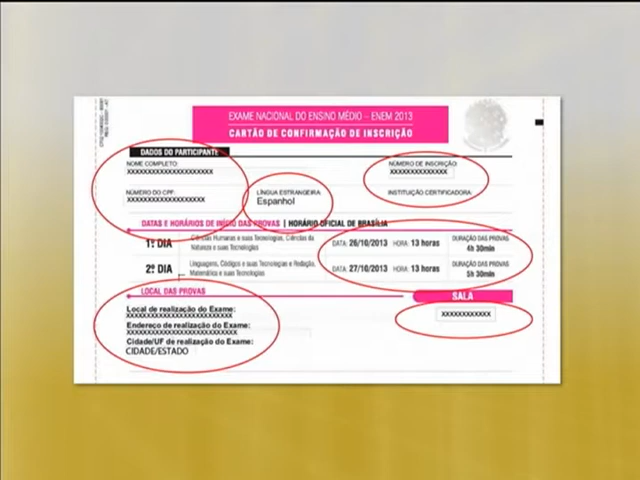 EXAME NACIONAL DO ENSINO MÉDIO – ENEM 2013
CARTÃO DE CONFIRMAÇÃO DE INSCRIÇÃO
DADOS DO PARTICIPANTE
NOME COMPLETO:
XXXXXXXXXXXXXXXXXXXXX
NÚMERO DE INSCRIÇÃO:
XXXXXXXXXXXXXX
NÚMERO DO CPF:
XXXXXXXXXXXXXXXXXXX
LÍNGUA ESTRANGEIRA:
Espanhol
INSTITUIÇÃO CERTIFICADORA:
DATAS E HORÁRIOS DE INÍCIO DAS PROVAS | HORÁRIO OFICIAL DE BRASÍLIA
1º DIA Ciências Humanas e suas Tecnologias, Ciências da Natureza e suas Tecnologias DATA: 26/10/2013 HORA: 13 horas DURAÇÃO DAS PROVAS 4h 30min
2º DIA Linguagens, Códigos e suas Tecnologias e Redação, Matemática e suas Tecnologias DATA: 27/10/2013 HORA: 13 horas DURAÇÃO DAS PROVAS 5h 30min
LOCAL DAS PROVAS
SALA
Local de realização do Exame:
XXXXXXXXXXXXXXXXXXXXXXXXXX
XXXXXXXXXXXX
Endereço de realização do Exame:
XXXXXXXXXXXXXXXXXXXXXXXXXXX
Cidade/UF de realização do Exame:
CIDADE/ESTADO